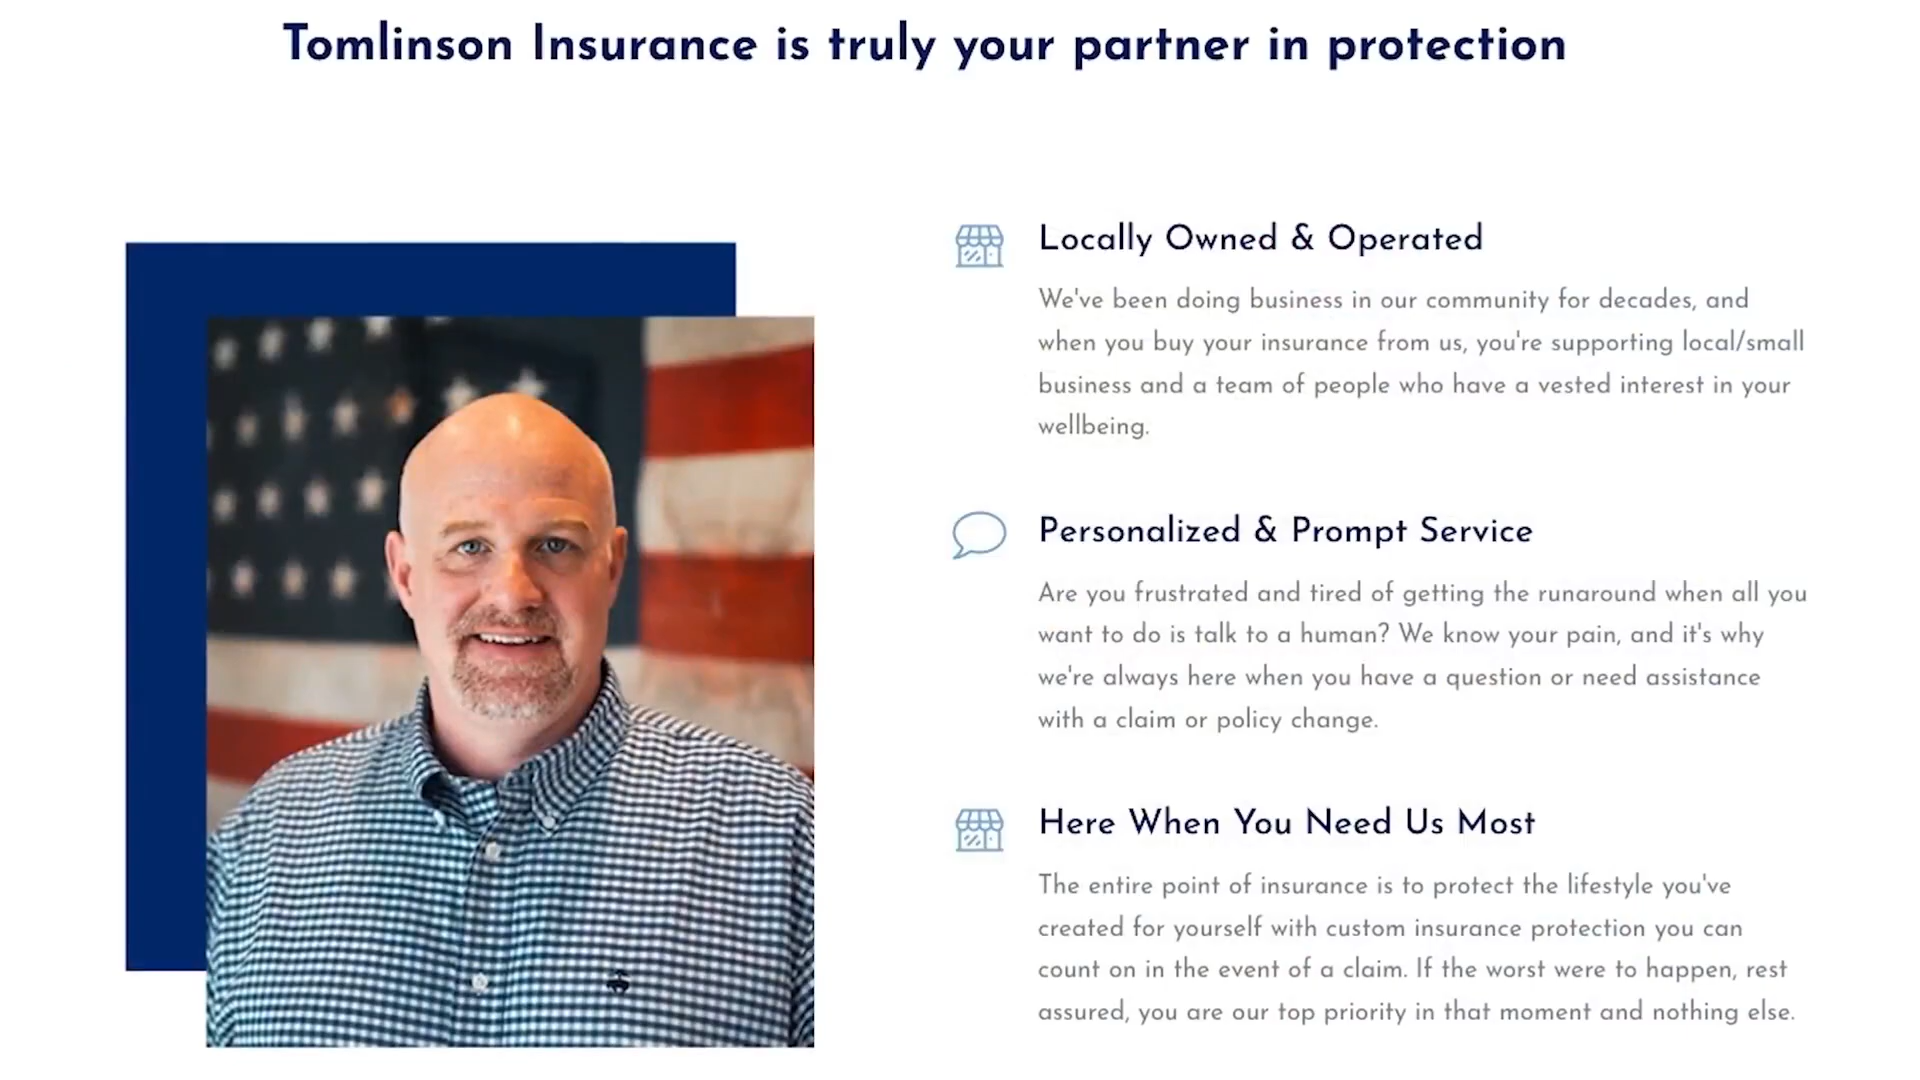 Tomlinson Insurance is truly your partner in protection
Locally Owned & Operated
We've been doing business in our community for decades, and
when you buy your insurance from us, you're supporting local/small
business and a team of people who have a vested interest in your
wellbeing.
Personalized & Prompt Service
Are you frustrated and tired of getting the runaround when all you
want to do is talk to a human? We know your pain, and it's why
we're always here when you have a question or need assistance
with a claim or policy change.
Here When You Need Us Most
The entire point of insurance is to protect the lifestyle you've
created for yourself with custom insurance protection you can
count on in the event of a claim. If the worst were to happen, rest
assured, you are our top priority in that moment and nothing else.